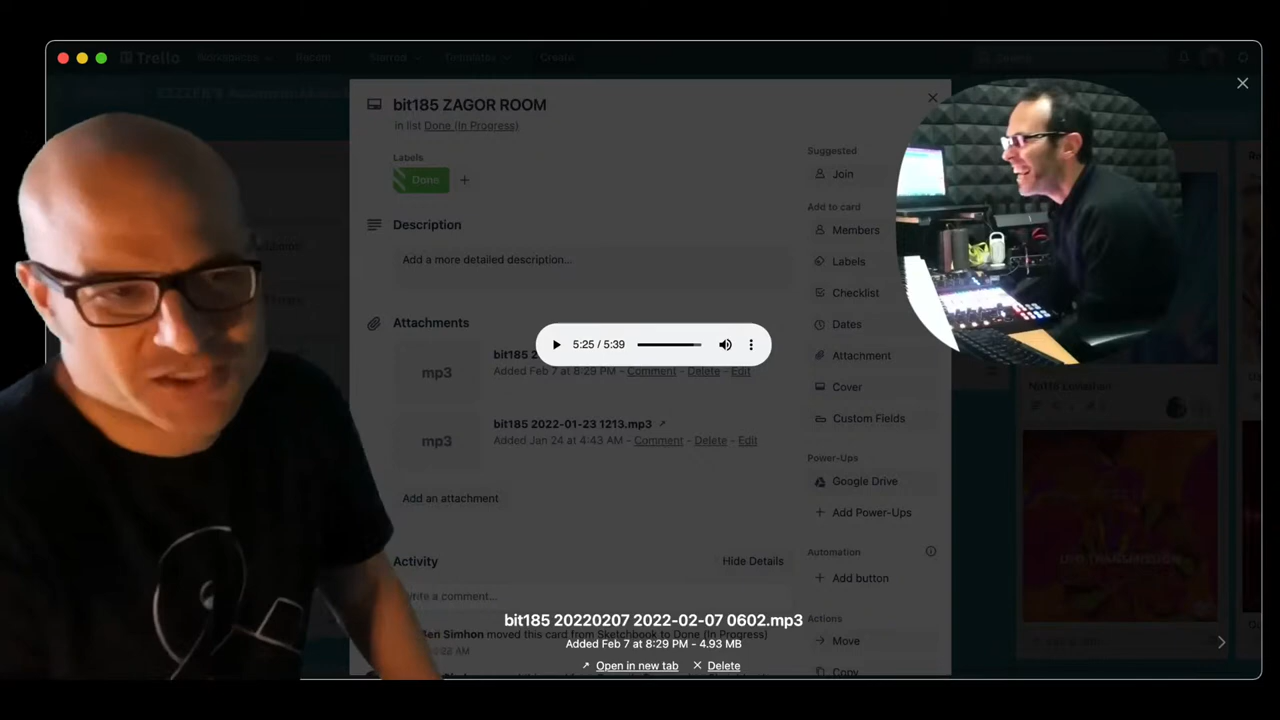 Trello
Workspaces
Recent
Starred
Templates
Create
bit185 ZAGOR ROOM
in list Done (In Progress)
Labels
Done
Description
Add a more detailed description...
Attachments
mp3
bit185 2
Added Feb 7 at 8:29 PM - Comment - Delete - Edit
5:25 / 5:39
mp3
bit185 2022-01-23 1213.mp3
Added Jan 24 at 4:43 AM - Comment - Delete - Edit
Add an attachment
Activity
Hide Details
Write a comment...
Ben Simhon moved this card from Sketchbook to Done (In Progress)
AM
bit185 20220207 2022-02-07 0602.mp3
Added Feb 7 at 8:29 PM - 4.93 MB
Open in new tab
Delete
Suggested
Join
Add to card
Members
Labels
Checklist
Dates
Attachment
Cover
Custom Fields
Power-Ups
Google Drive
Add Power-Ups
Automation
Add button
Actions
Move
Copy
LIVE TRANSMISSION